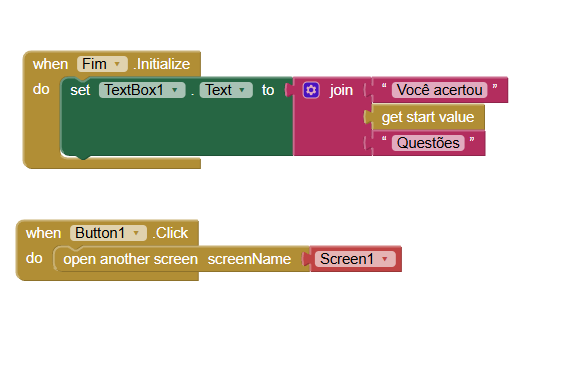 when Fim .Initialize
do set TextBox1 . Text to join “ Você acertou ”
get start value
“ Questões ”
when Button1 .Click
do open another screen screenName Screen1